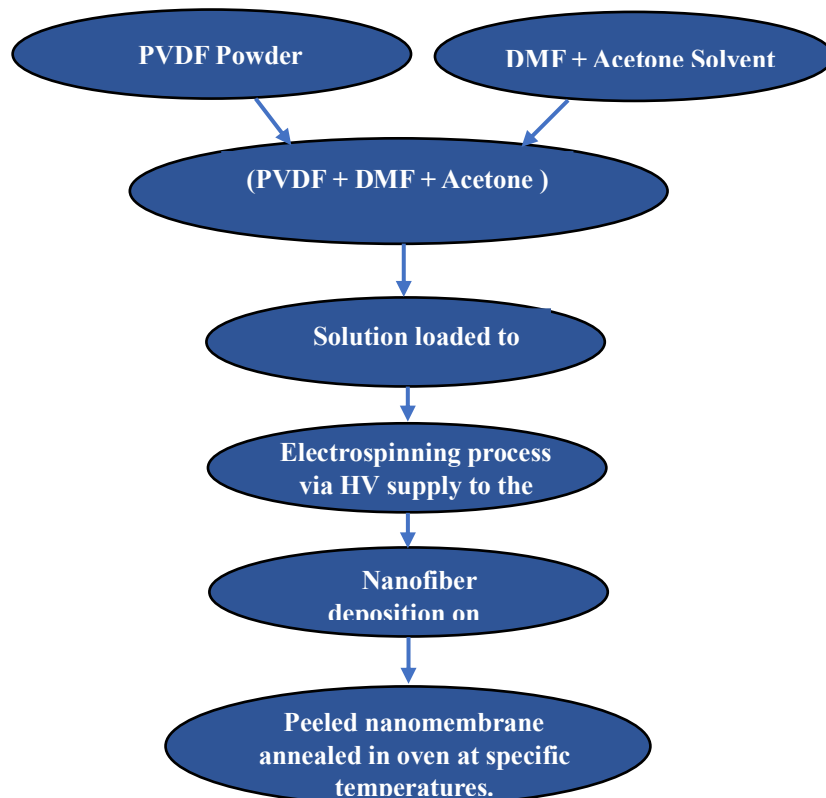 PVDF Powder
DMF + Acetone Solvent
(PVDF + DMF + Acetone )
Solution loaded to
Electrospinning process
via HV supply to the
Nanofiber
deposition on
Peeled nanomembrane
annealed in oven at specific
temperatures.